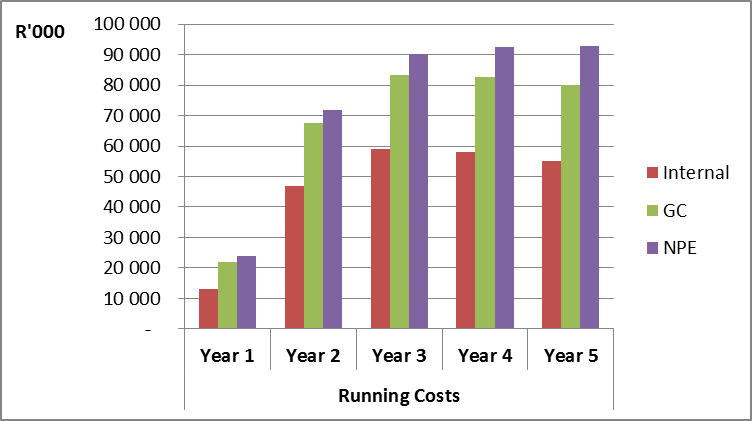 R'000
100 000
90 000
80 000
70 000
60 000
50 000
40 000
30 000
20 000
10 000
-
Internal
GC
NPE
Year 1 Year 2 Year 3 Year 4 Year 5
Running Costs